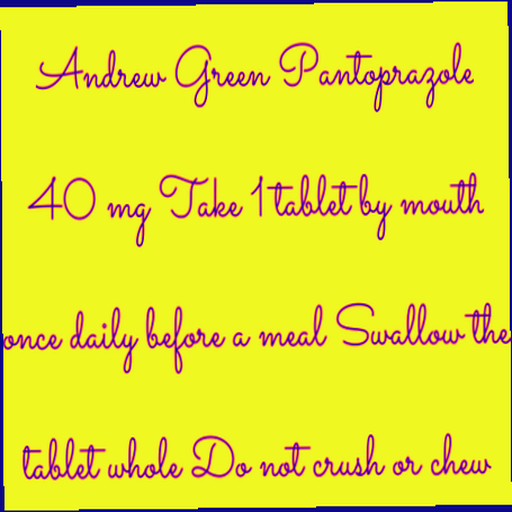 Andrew Green Pantoprazole
40 mg Take 1 tablet by mouth
once daily before a meal Swallow the
tablet whole Do not crush or chew